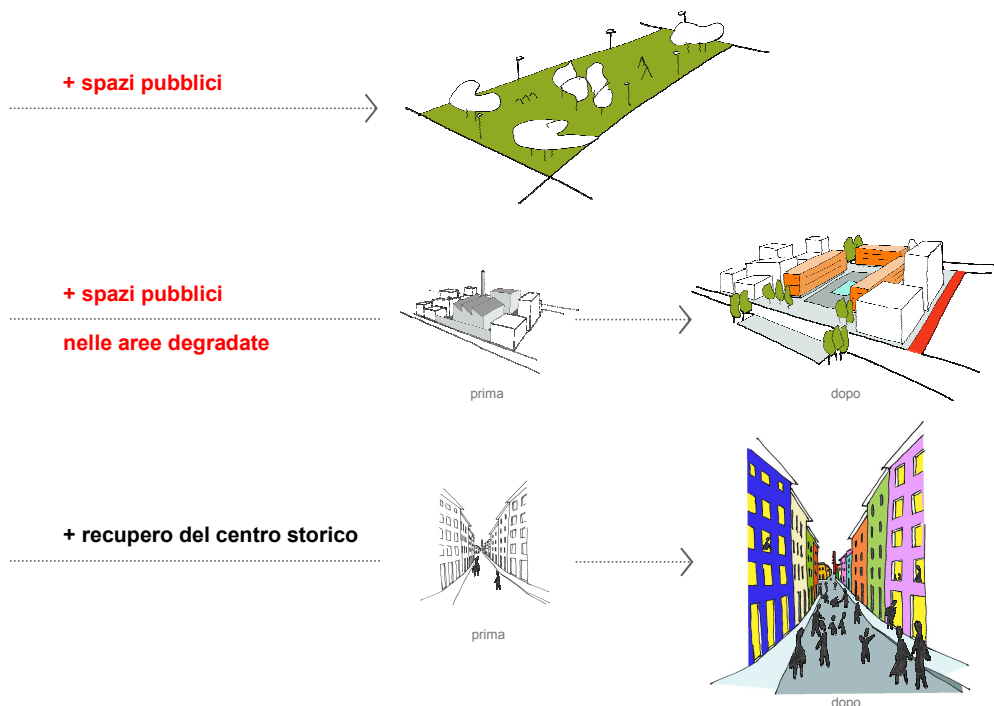 + spazi pubblici
+ spazi pubblici
nelle aree degradate
prima
dopo
+ recupero del centro storico
prima
dopo